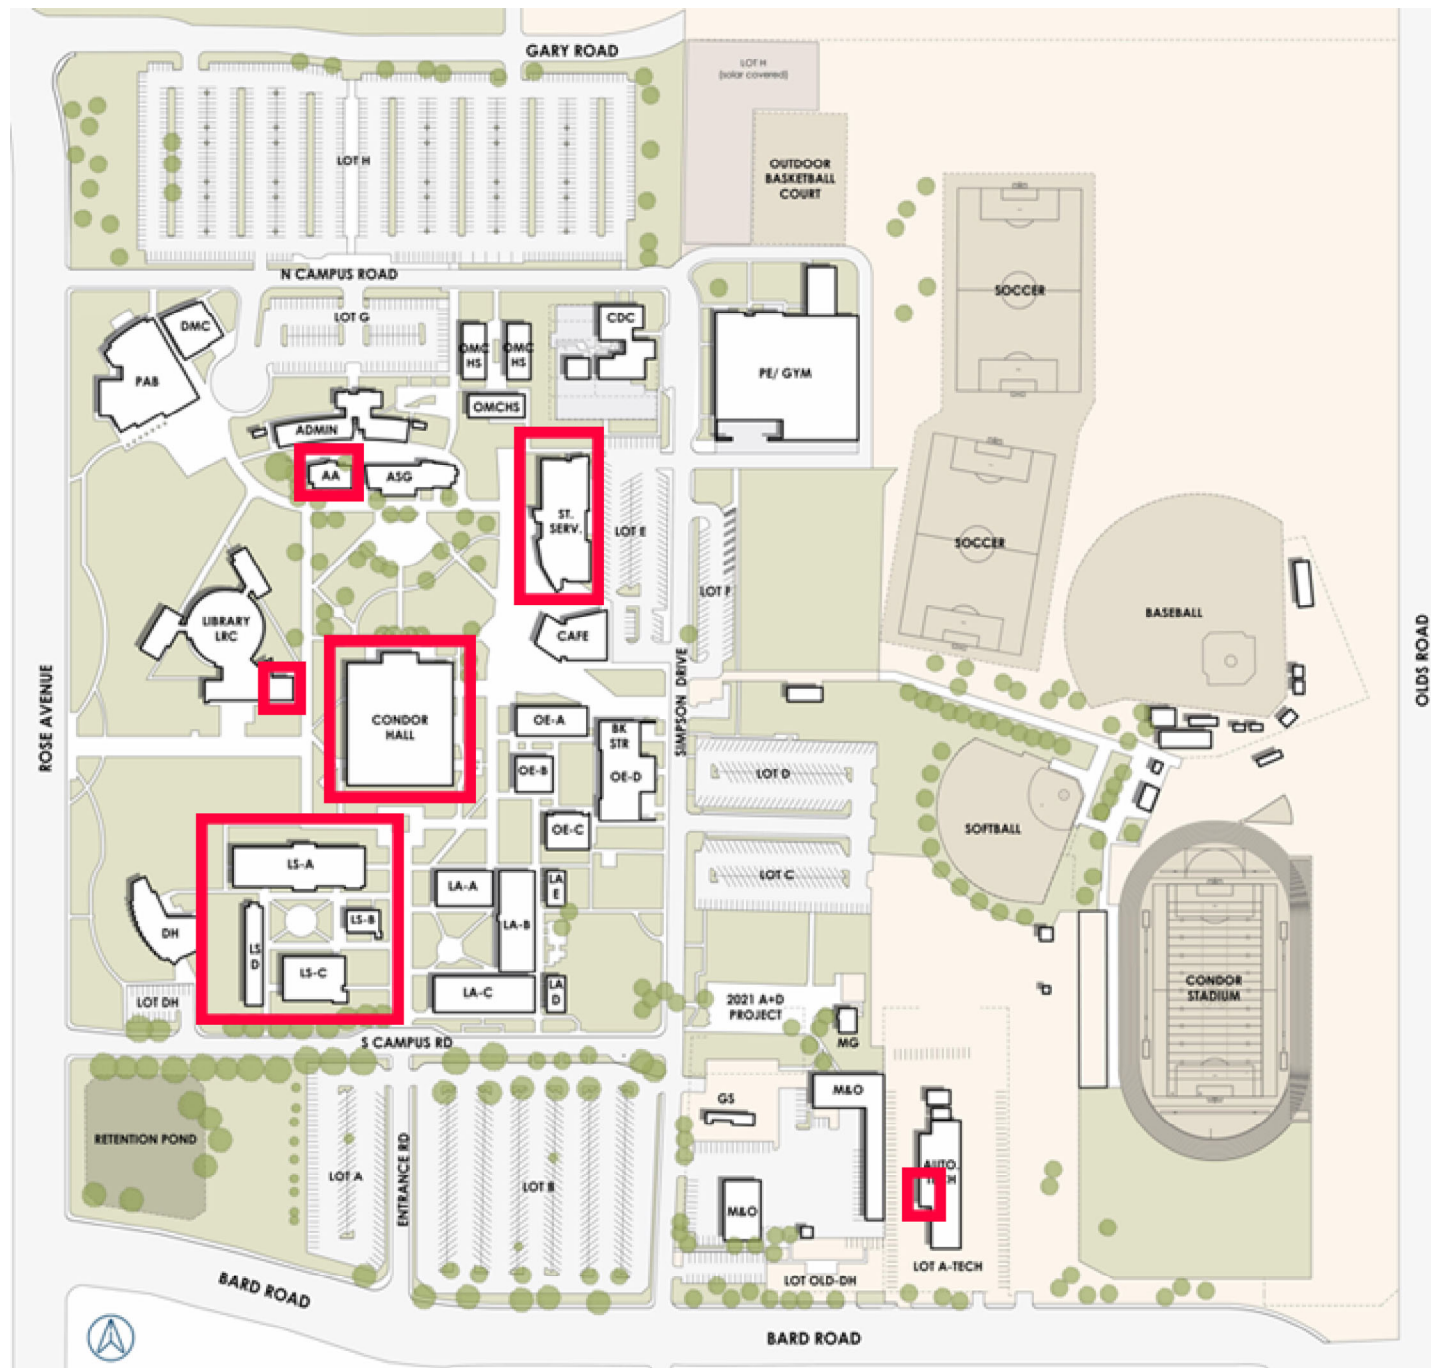 GARY ROAD
LOT H
(solar covered)
LOT H
OUTDOOR
BASKETBALL
COURT
N CAMPUS ROAD
SOCCER
LOT G
DMC
CDC
OMC
HS
OMC
HS
PAB
PE/ GYM
OMCHS
ADMIN
AA
ASG
ST.
SERV.
LOT E
SOCCER
LOT F
BASEBALL
LIBRARY
LRC
CAFE
OLDS ROAD
ROSE AVENUE
SIMPSON DRIVE
CONDOR
HALL
OE-A
BK
STR
OE-B
OE-D
LOT D
OE-C
SOFTBALL
LS-A
LOT C
LA-A
LA
E
LS-B
LA-B
DH
LS
D
LS-C
LA-C
LA
D
CONDOR
STADIUM
LOT DH
2021 A+D
PROJECT
S CAMPUS RD
MG
M&O
GS
RETENTION POND
ENTRANCE RD
LOT A
LOT B
AUTO.
TECH
M&O
LOT A-TECH
LOT OLD-DH
BARD ROAD
BARD ROAD